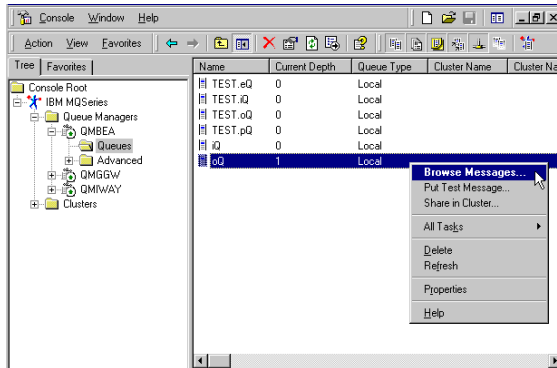 Console Window Help
Action View Favorites
Tree Favorites
Name Current Depth Queue Type Cluster Name Cluster Na
Console Root
IBM MQSeries
Queue Managers
QMBEA
Queues
Advanced
QMGGW
QMIWAY
Clusters
TEST.eQ 0 Local
TEST.iQ 0 Local
TEST.oQ 0 Local
TEST.pQ 0 Local
iQ 0 Local
oQ 1 Local
Browse Messages...
Put Test Message...
Share in Cluster...
All Tasks
Delete
Refresh
Properties
Help